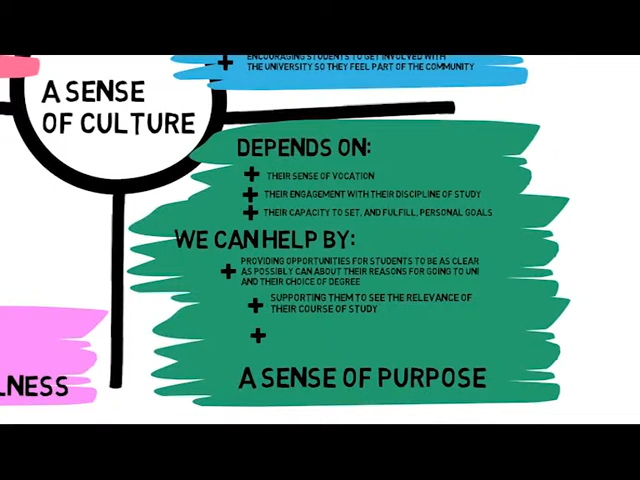 ENCOURAGING STUDENTS TO GET INVOLVED WITH
THE UNIVERSITY SO THEY FEEL PART OF THE COMMUNITY
A SENSE
OF CULTURE
DEPENDS ON:
+ THEIR SENSE OF VOCATION
+ THEIR ENGAGEMENT WITH THEIR DISCIPLINE OF STUDY
+ THEIR CAPACITY TO SET, AND FULFILL, PERSONAL GOALS
WE CAN HELP BY:
PROVIDING OPPORTUNITIES FOR STUDENTS TO BE AS CLEAR
+ AS POSSIBLY CAN ABOUT THEIR REASONS FOR GOING TO UNI
AND THEIR CHOICE OF DEGREE
+ SUPPORTING THEM TO SEE THE RELEVANCE OF
THEIR COURSE OF STUDY
+
A SENSE OF PURPOSE
LNESS